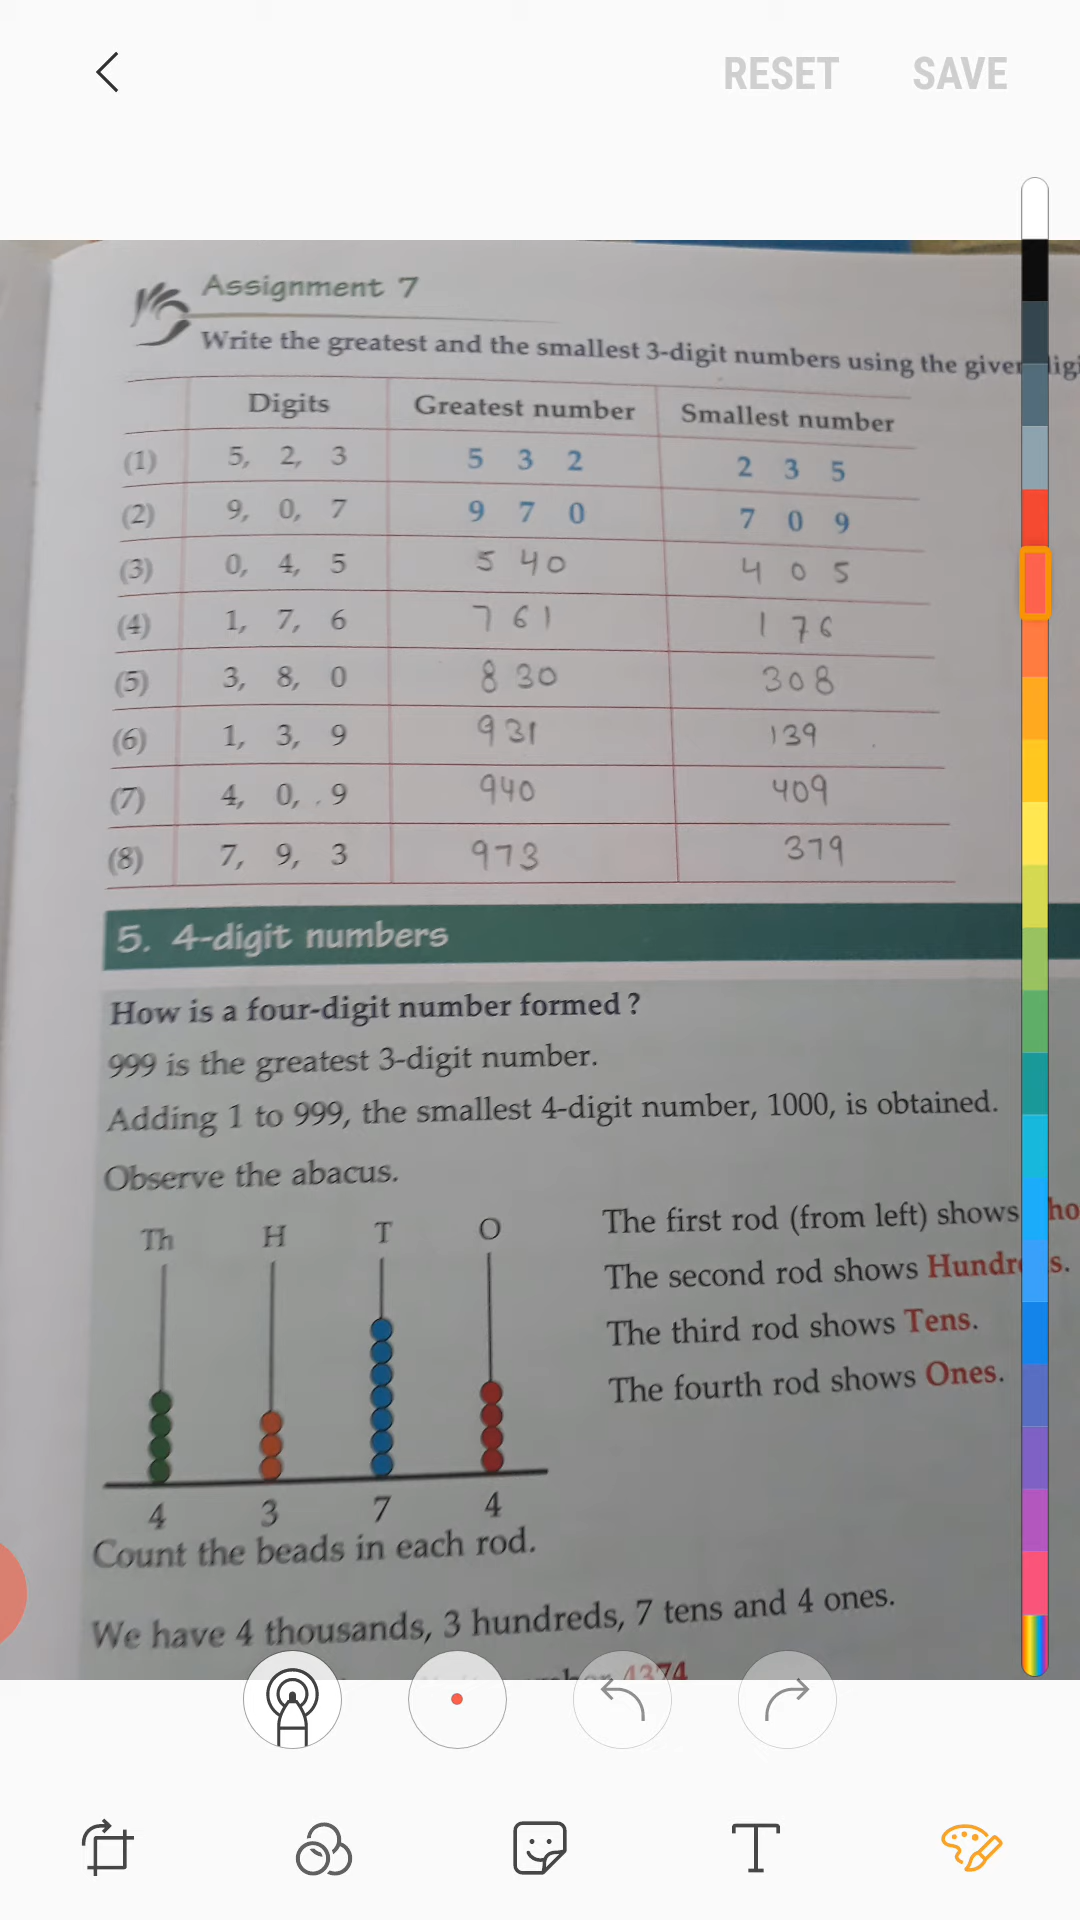 RESET SAVE
Assignment 7
Write the greatest and the smallest 3-digit numbers using the given
Digits Greatest number Smallest number
(1) 5, 2, 3 5 3 2 2 3 5
(2) 9, 0, 7 9 7 0 7 0 9
(3) 0, 4, 5 5 40 4 0 5
(4) 1, 7, 6 7 6 1 1 76
(5) 3, 8, 0 8 30 308
(6) 1, 3, 9 931 139
(7) 4, 0, 9 940 409
(8) 7, 9, 3 973 379
5. 4-digit numbers
How is a four-digit number formed ?
999 is the greatest 3-digit number.
Adding 1 to 999, the smallest 4-digit number, 1000, is obtained.
Observe the abacus.
Th H T O
The first rod (from left) shows
The second rod shows Hundreds.
The third rod shows Tens.
The fourth rod shows Ones.
4 3 7 4
Count the beads in each rod.
We have 4 thousands, 3 hundreds, 7 tens and 4 ones.
4374
T